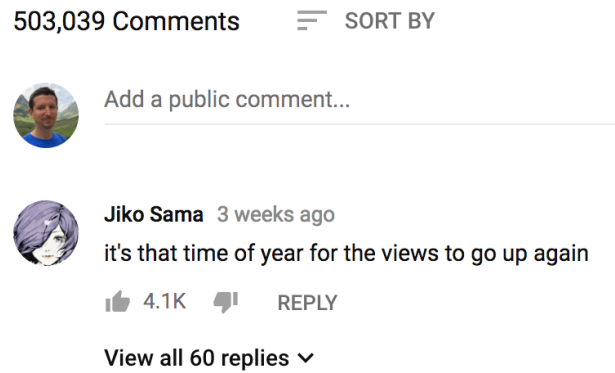 503,039 Comments SORT BY
Add a public comment...
Jiko Sama 3 weeks ago
it's that time of year for the views to go up again
4.1K REPLY
View all 60 replies